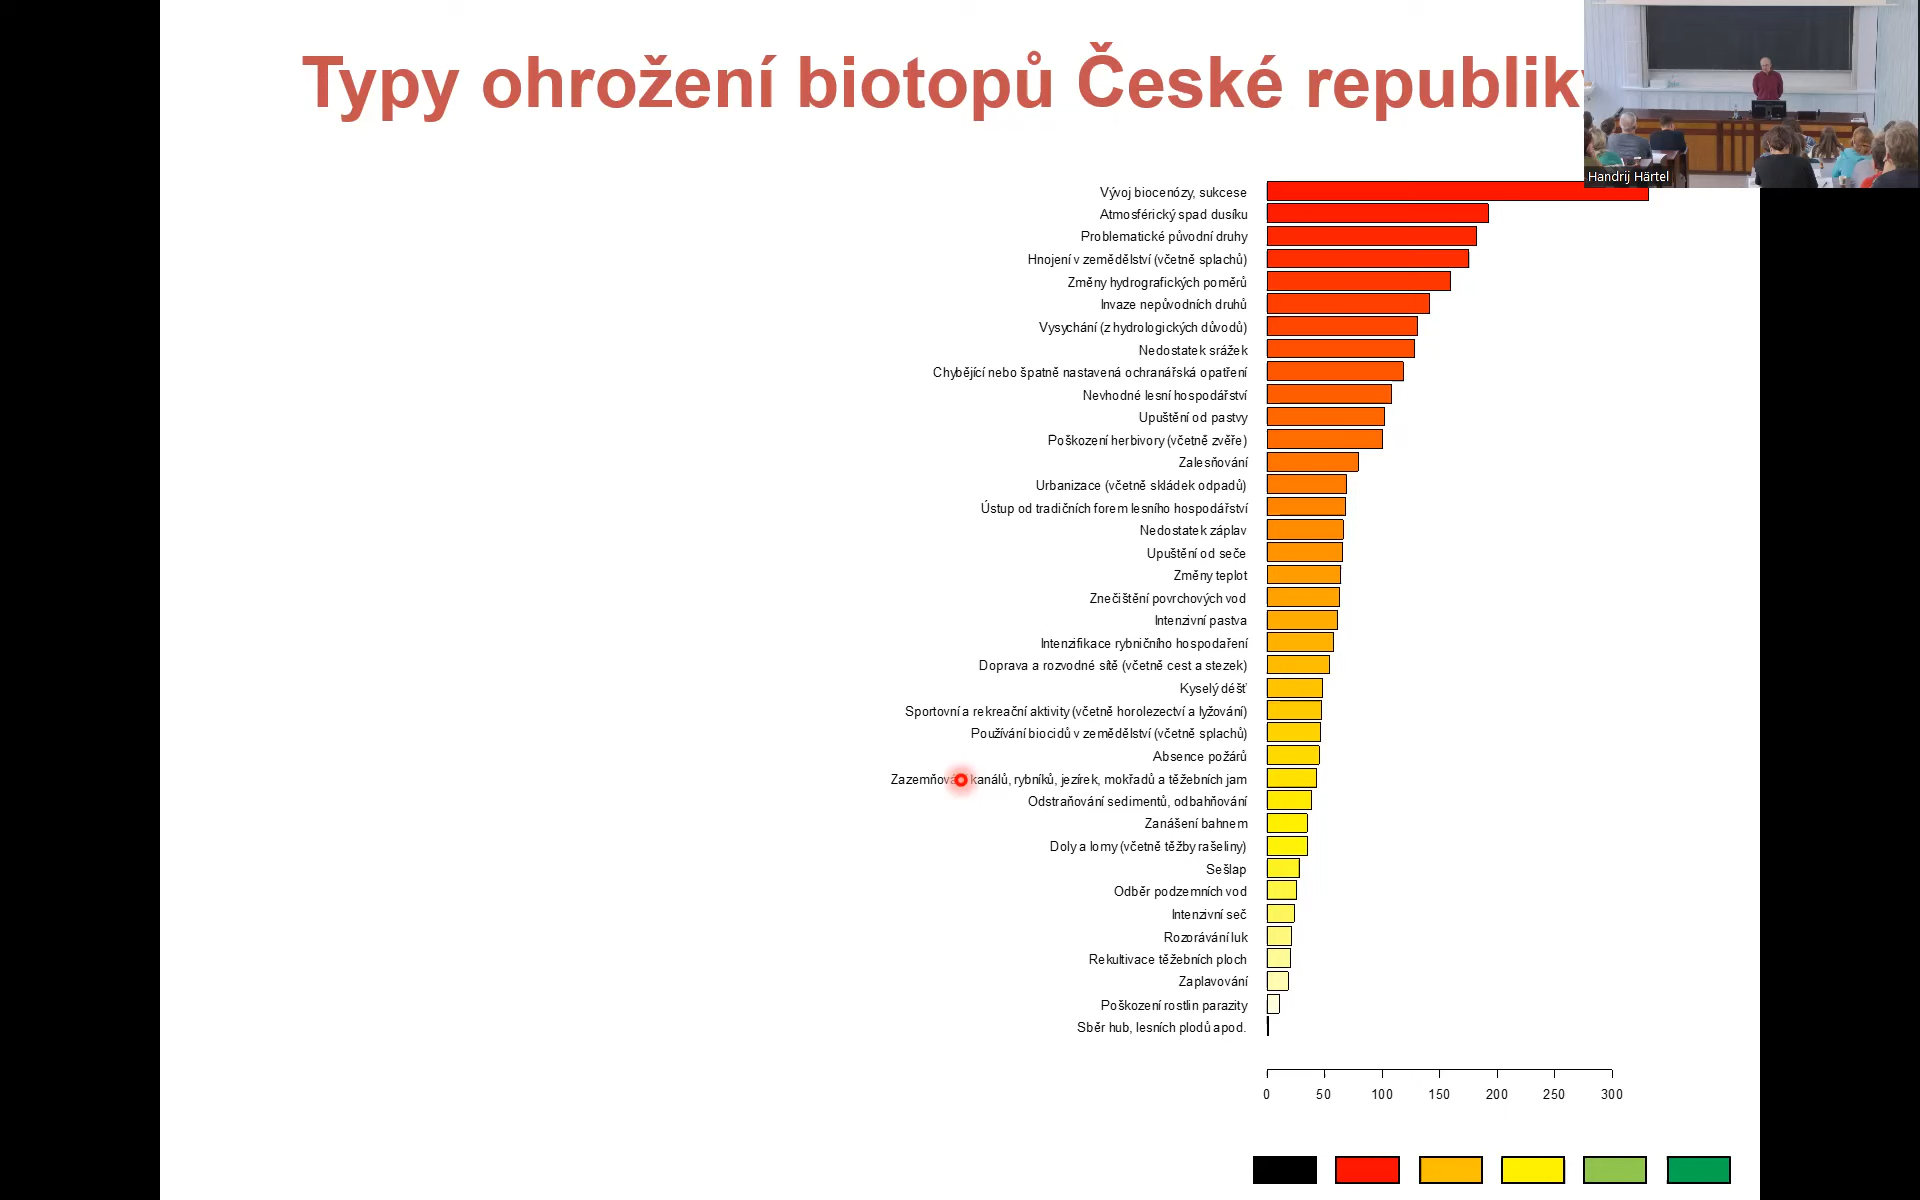 Typy ohrožení biotopů České republiky
Handrij Härtel
Vývoj biocenózy, sukcese
Atmosférický spad dusíku
Problematické původní druhy
Hnojení v zemědělství (včetně splachů)
Změny hydrografických poměrů
Invaze nepůvodních druhů
Vysychání (z hydrologických důvodů)
Nedostatek srážek
Chybějící nebo špatně nastavená ochranářská opatření
Nevhodné lesní hospodářství
Upuštění od pastvy
Poškození herbivory (včetně zvěře)
Zalesňování
Urbanizace (včetně skládek odpadů)
Ústup od tradičních forem lesního hospodářství
Nedostatek záplav
Upuštění od seče
Změny teplot
Znečištění povrchových vod
Intenzivní pastva
Intenzifikace rybničního hospodaření
Doprava a rozvodné sítě (včetně cest a stezek)
Kyselý déšť
Sportovní a rekreační aktivity (včetně horolezectví a lyžování)
Používání biocidů v zemědělství (včetně splachů)
Absence požárů
Zazemňování kanálů, rybníků, jezírek, mokřadů a těžebních jam
Odstraňování sedimentů, odbahňování
Zanášení bahnem
Doly a lomy (včetně těžby rašeliny)
Sešlap
Odběr podzemních vod
Intenzivní seč
Rozorávání luk
Rekultivace těžebních ploch
Zaplavování
Poškození rostlin parazity
Sběr hub, lesních plodů apod.
0 50 100 150 200 250 300